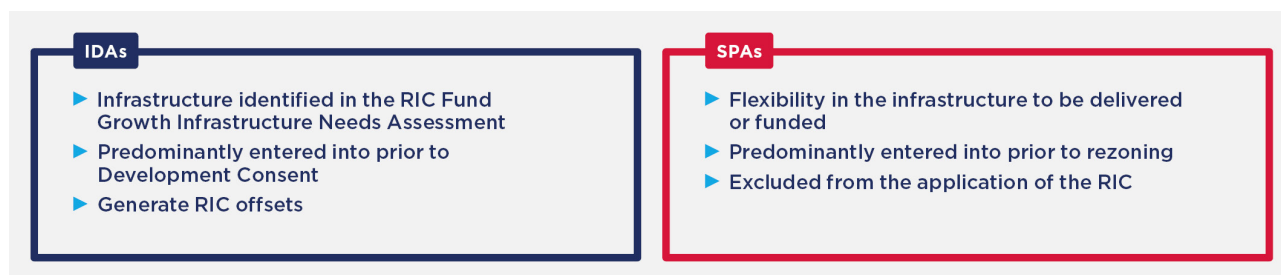 IDAs
Infrastructure identified in the RIC Fund
Growth Infrastructure Needs Assessment
Predominantly entered into prior to
Development Consent
Generate RIC offsets
SPAs
Flexibility in the infrastructure to be delivered
or funded
Predominantly entered into prior to rezoning
Excluded from the application of the RIC